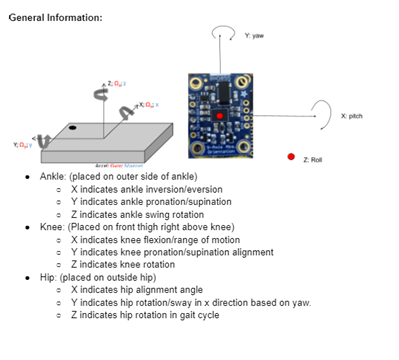 General Information:
Y: yaw
X: pitch
Z: Roll
Accel Gyro Magnet
● Ankle: (placed on outer side of ankle)
○ X indicates ankle inversion/eversion
○ Y indicates ankle pronation/supination
○ Z indicates ankle swing rotation
● Knee: (Placed on front thigh right above knee)
○ X indicates knee flexion/range of motion
○ Y indicates knee pronation/supination alignment
○ Z indicates knee rotation
● Hip: (placed on outside hip)
○ X indicates hip alignment angle
○ Y indicates hip rotation/sway in x direction based on yaw.
○ Z indicates hip rotation in gait cycle